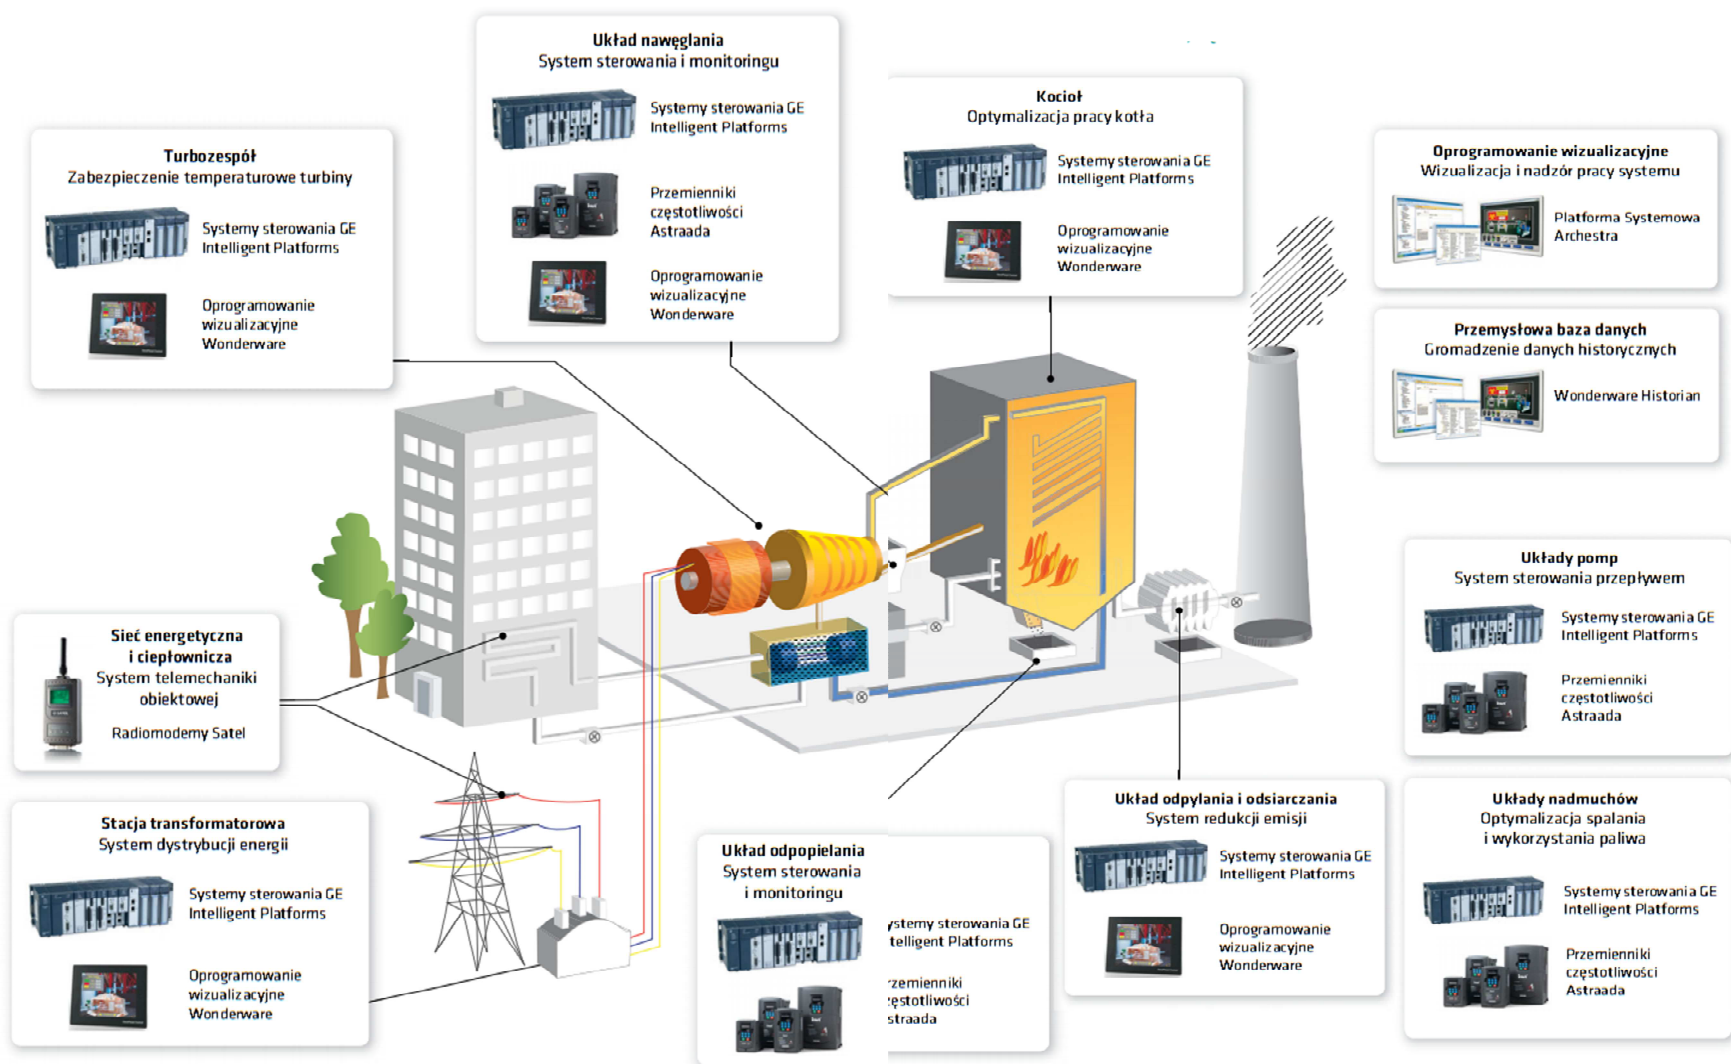 Układ nawęglania
System sterowania i monitoringu
Systemy sterowania GE
Intelligent Platforms
Przemienniki
częstotliwości
Astraada
Oprogramowanie
wizualizacyjne
Wonderware
Kocioł
Optymalizacja pracy kotła
Systemy sterowania GE
Intelligent Platforms
Oprogramowanie
wizualizacyjne
Wonderware
Turbozespół
Zabezpieczenie temperaturowe turbiny
Systemy sterowania GE
Intelligent Platforms
Oprogramowanie
wizualizacyjne
Wonderware
Oprogramowanie wizualizacyjne
Wizualizacja i nadzór pracy systemu
Platforma Systemowa
Archestra
Przemysłowa baza danych
Gromadzenie danych historycznych
Wonderware Historian
Układy pomp
System sterowania przepływem
Systemy sterowania GE
Intelligent Platforms
Przemienniki
częstotliwości
Astraada
Sieć energetyczna
i ciepłownicza
System telemechaniki
obiektowej
Radiomodemy Satel
Stacja transformatorowa
System dystrybucji energii
Systemy sterowania GE
Intelligent Platforms
Oprogramowanie
wizualizacyjne
Wonderware
Układ odpopielania
System sterowania
i monitoringu
ystemy sterowania GE
telligent Platforms
rzemienniki
zęstotliwości
straada
Układ odpylania i odsiarczania
System redukcji emisji
Systemy sterowania GE
Intelligent Platforms
Oprogramowanie
wizualizacyjne
Wonderware
Układy nadmuchów
Optymalizacja spalania
i wykorzystania paliwa
Systemy sterowania GE
Intelligent Platforms
Przemienniki
częstotliwości
Astraada